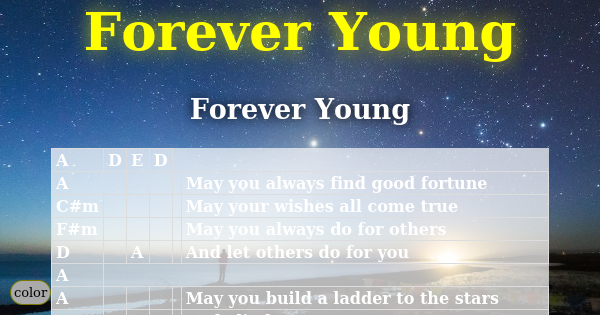 Forever Young
Forever Young
A D E D
A May you always find good fortune
C#m May your wishes all come true
F#m May you always do for others
D A And let others do for you
A
color
A May you build a ladder to the stars